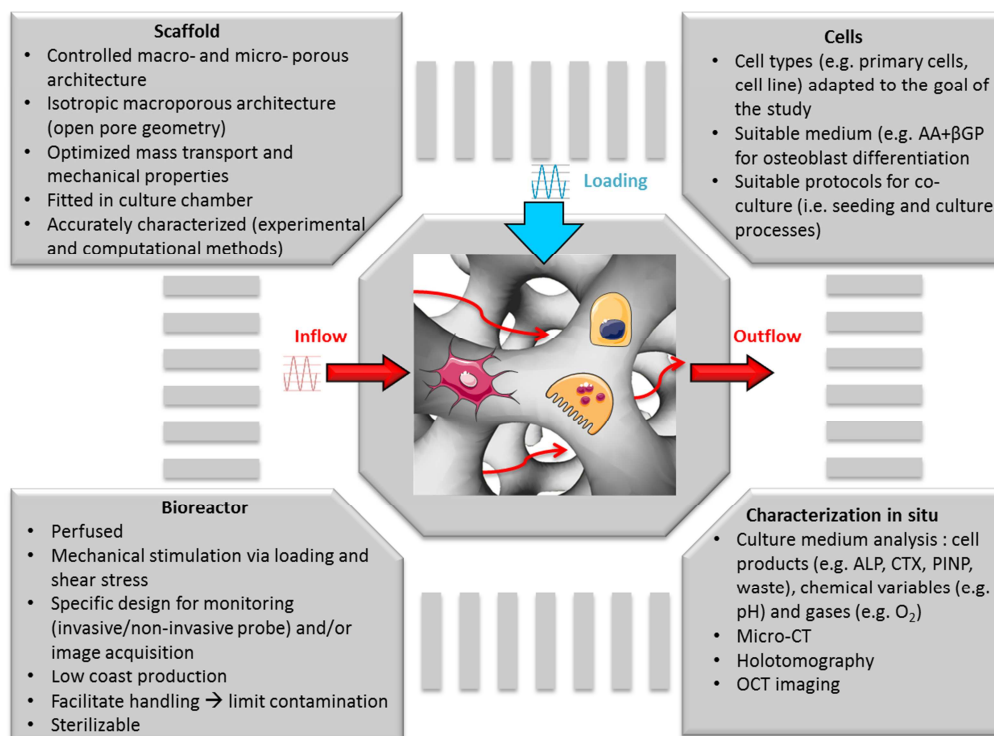 Scaffold
• Controlled macro- and micro- porous
architecture
• Isotropic macroporous architecture
(open pore geometry)
• Optimized mass transport and
mechanical properties
• Fitted in culture chamber
• Accurately characterized (experimental
and computational methods)
Cells
• Cell types (e.g. primary cells,
cell line) adapted to the goal of
the study
• Suitable medium (e.g. AA+βGP
for osteoblast differentiation
• Suitable protocols for co-
culture (i.e. seeding and culture
processes)
Loading
Inflow
Outflow
Bioreactor
• Perfused
• Mechanical stimulation via loading and
shear stress
• Specific design for monitoring
(invasive/non-invasive probe) and/or
image acquisition
• Low coast production
• Facilitate handling → limit contamination
• Sterilizable
Characterization in situ
• Culture medium analysis : cell
products (e.g. ALP, CTX, PINP,
waste), chemical variables (e.g.
pH) and gases (e.g. O₂)
• Micro-CT
• Holotomography
• OCT imaging